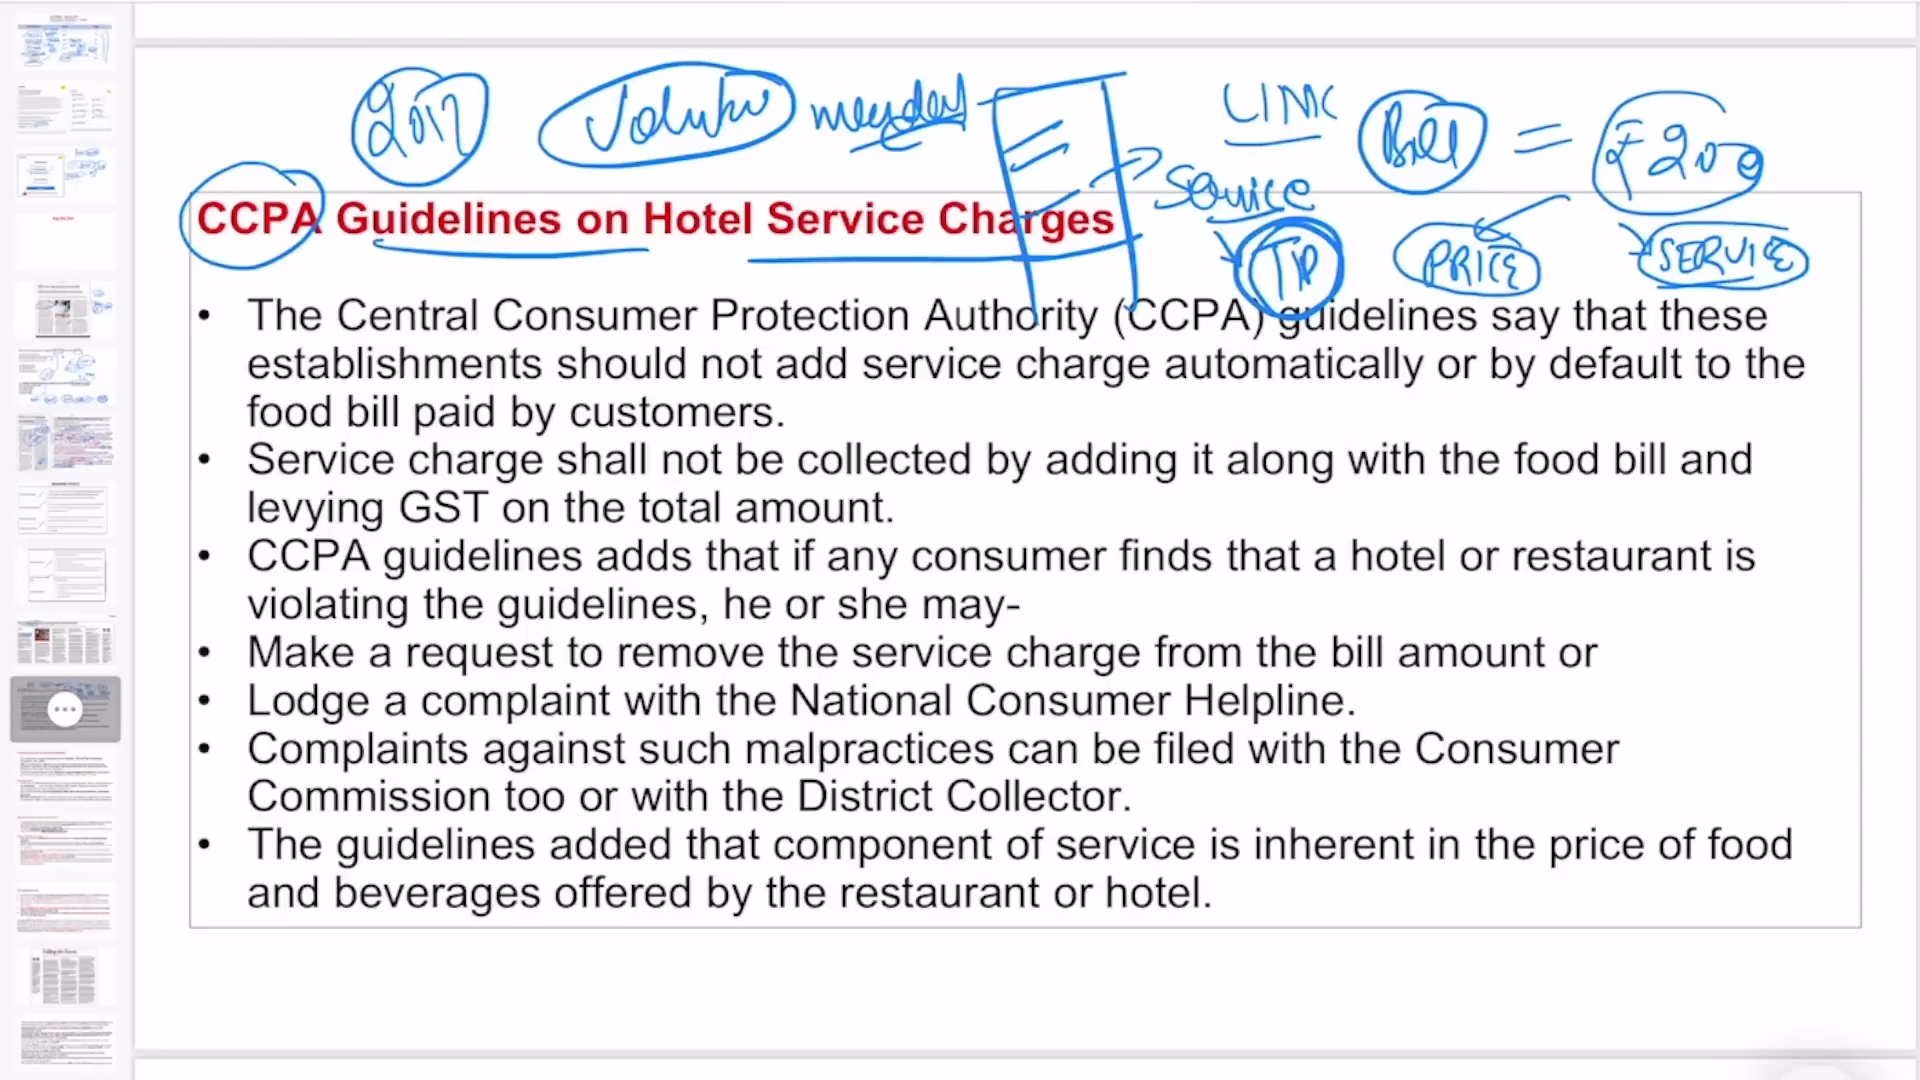 2017 mandatory LINK Bill = ₹200
Service
TIP PRICE SERVICE
CCPA Guidelines on Hotel Service Charges
• The Central Consumer Protection Authority (CCPA) guidelines say that these
establishments should not add service charge automatically or by default to the
food bill paid by customers.
• Service charge shall not be collected by adding it along with the food bill and
levying GST on the total amount.
• CCPA guidelines adds that if any consumer finds that a hotel or restaurant is
violating the guidelines, he or she may-
• Make a request to remove the service charge from the bill amount or
• Lodge a complaint with the National Consumer Helpline.
• Complaints against such malpractices can be filed with the Consumer
Commission too or with the District Collector.
• The guidelines added that component of service is inherent in the price of food
and beverages offered by the restaurant or hotel.